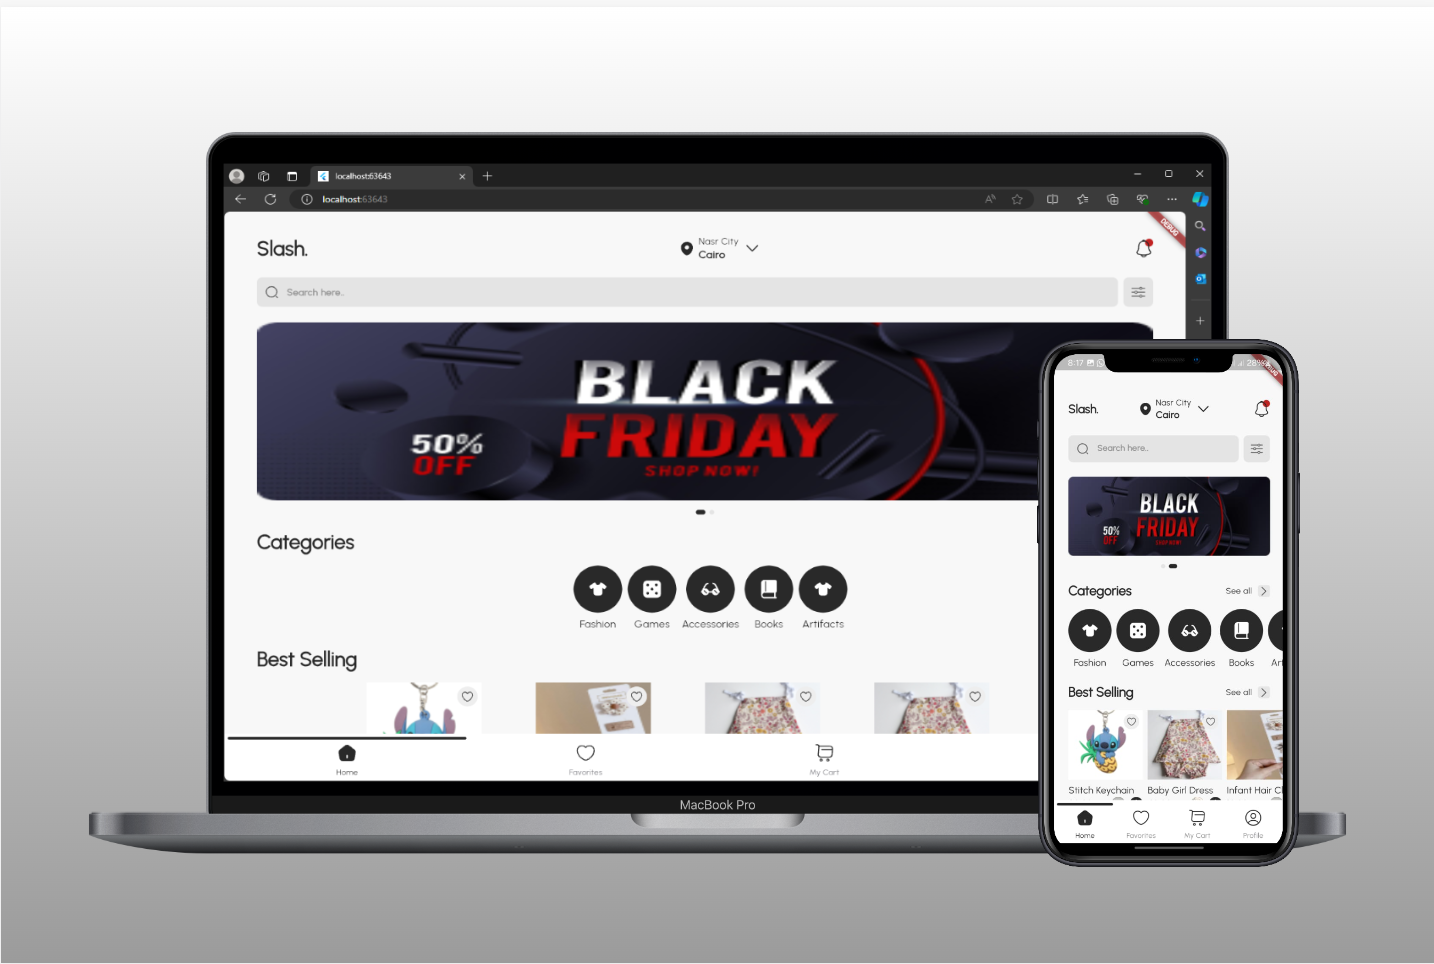 localhost:63643
localhost:63643
DEBUG
Slash.
Nasr City
Cairo
Search here..
BLACK
FRIDAY
SHOP NOW!
50%
OFF
Categories
Fashion
Games
Accessories
Books
Artifacts
Best Selling
Home
Favorites
My Cart
MacBook Pro
8:17
28%
Slash.
Nasr City
Cairo
Search here..
BLACK
FRIDAY
SHOP NOW!
50%
OFF
Categories
See all
Fashion
Games
Accessories
Books
Art
Best Selling
See all
Stitch Keychain
Baby Girl Dress
Infant Hair Cl
Home
Favorites
My Cart
Profile